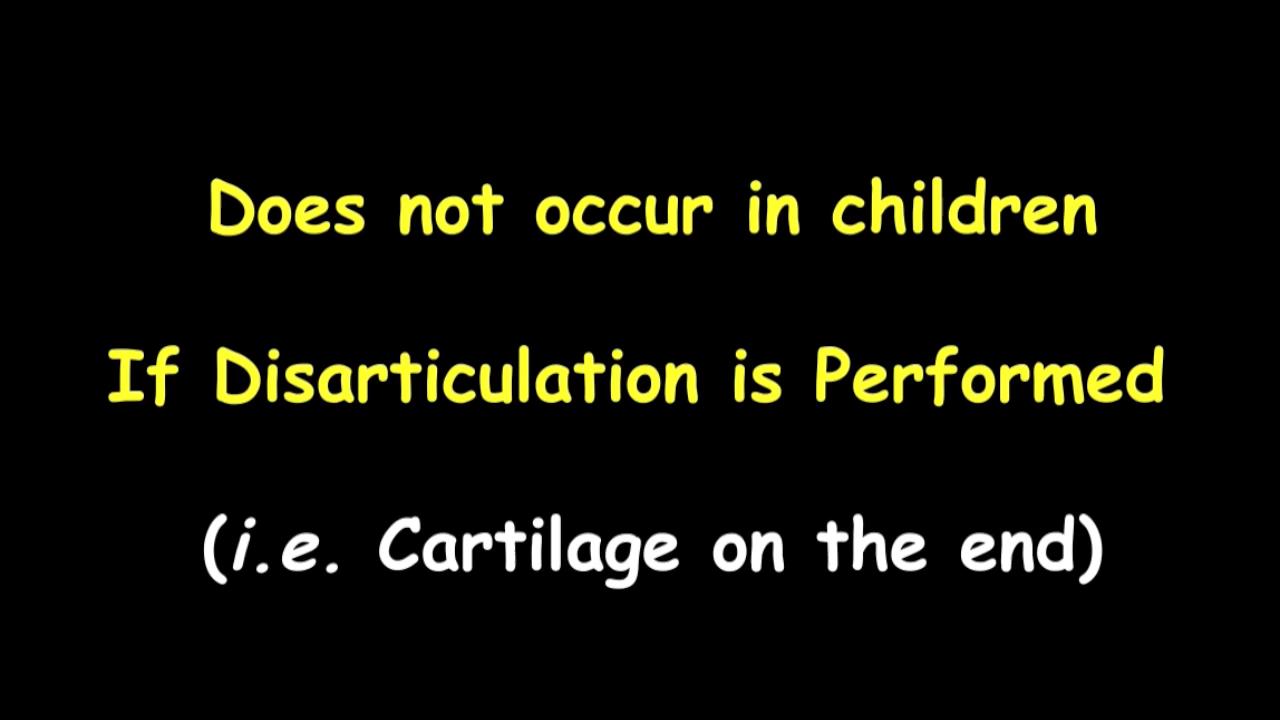 Does not occur in children
If Disarticulation is Performed
(i.e. Cartilage on the end)